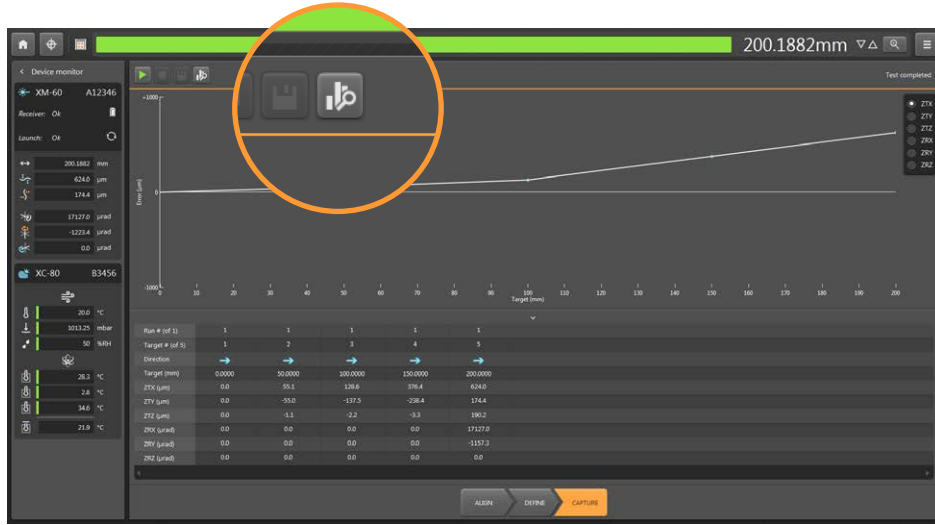 200.1882mm
Device monitor
Test completed
XM-60 A12346
Receiver: Ok
Launch: Ok
200.1882 mm
624.0 µm
174.4 µm
17127.0 µrad
-1223.4 µrad
0.0 µrad
XC-80 B3456
20.0 °C
1013.25 mbar
50 %RH
28.3 °C
2.8 °C
34.6 °C
21.9 °C
+1000
Error (µm)
0
-1000
0 10 20 30 40 50 60 70 80 90 100 110 120 130 140 150 160 170 180 190 200
Target (mm)
ZTX
ZTY
ZTZ
ZRX
ZRY
ZRZ
Run # (of 1) 1 1 1 1 1
Target # (of 5) 1 2 3 4 5
Direction
Target (mm) 0.0000 50.0000 100.0000 150.0000 200.0000
ZTX (µm) 0.0 55.1 128.6 376.4 624.0
ZTY (µm) 0.0 -55.0 -137.5 -238.4 174.4
ZTZ (µm) 0.0 -1.1 -2.2 -3.3 190.2
ZRX (µrad) 0.0 0.0 0.0 0.0 17127.0
ZRY (µrad) 0.0 0.0 0.0 0.0 -1157.3
ZRZ (µrad) 0.0 0.0 0.0 0.0 0.0
ALIGN DEFINE CAPTURE